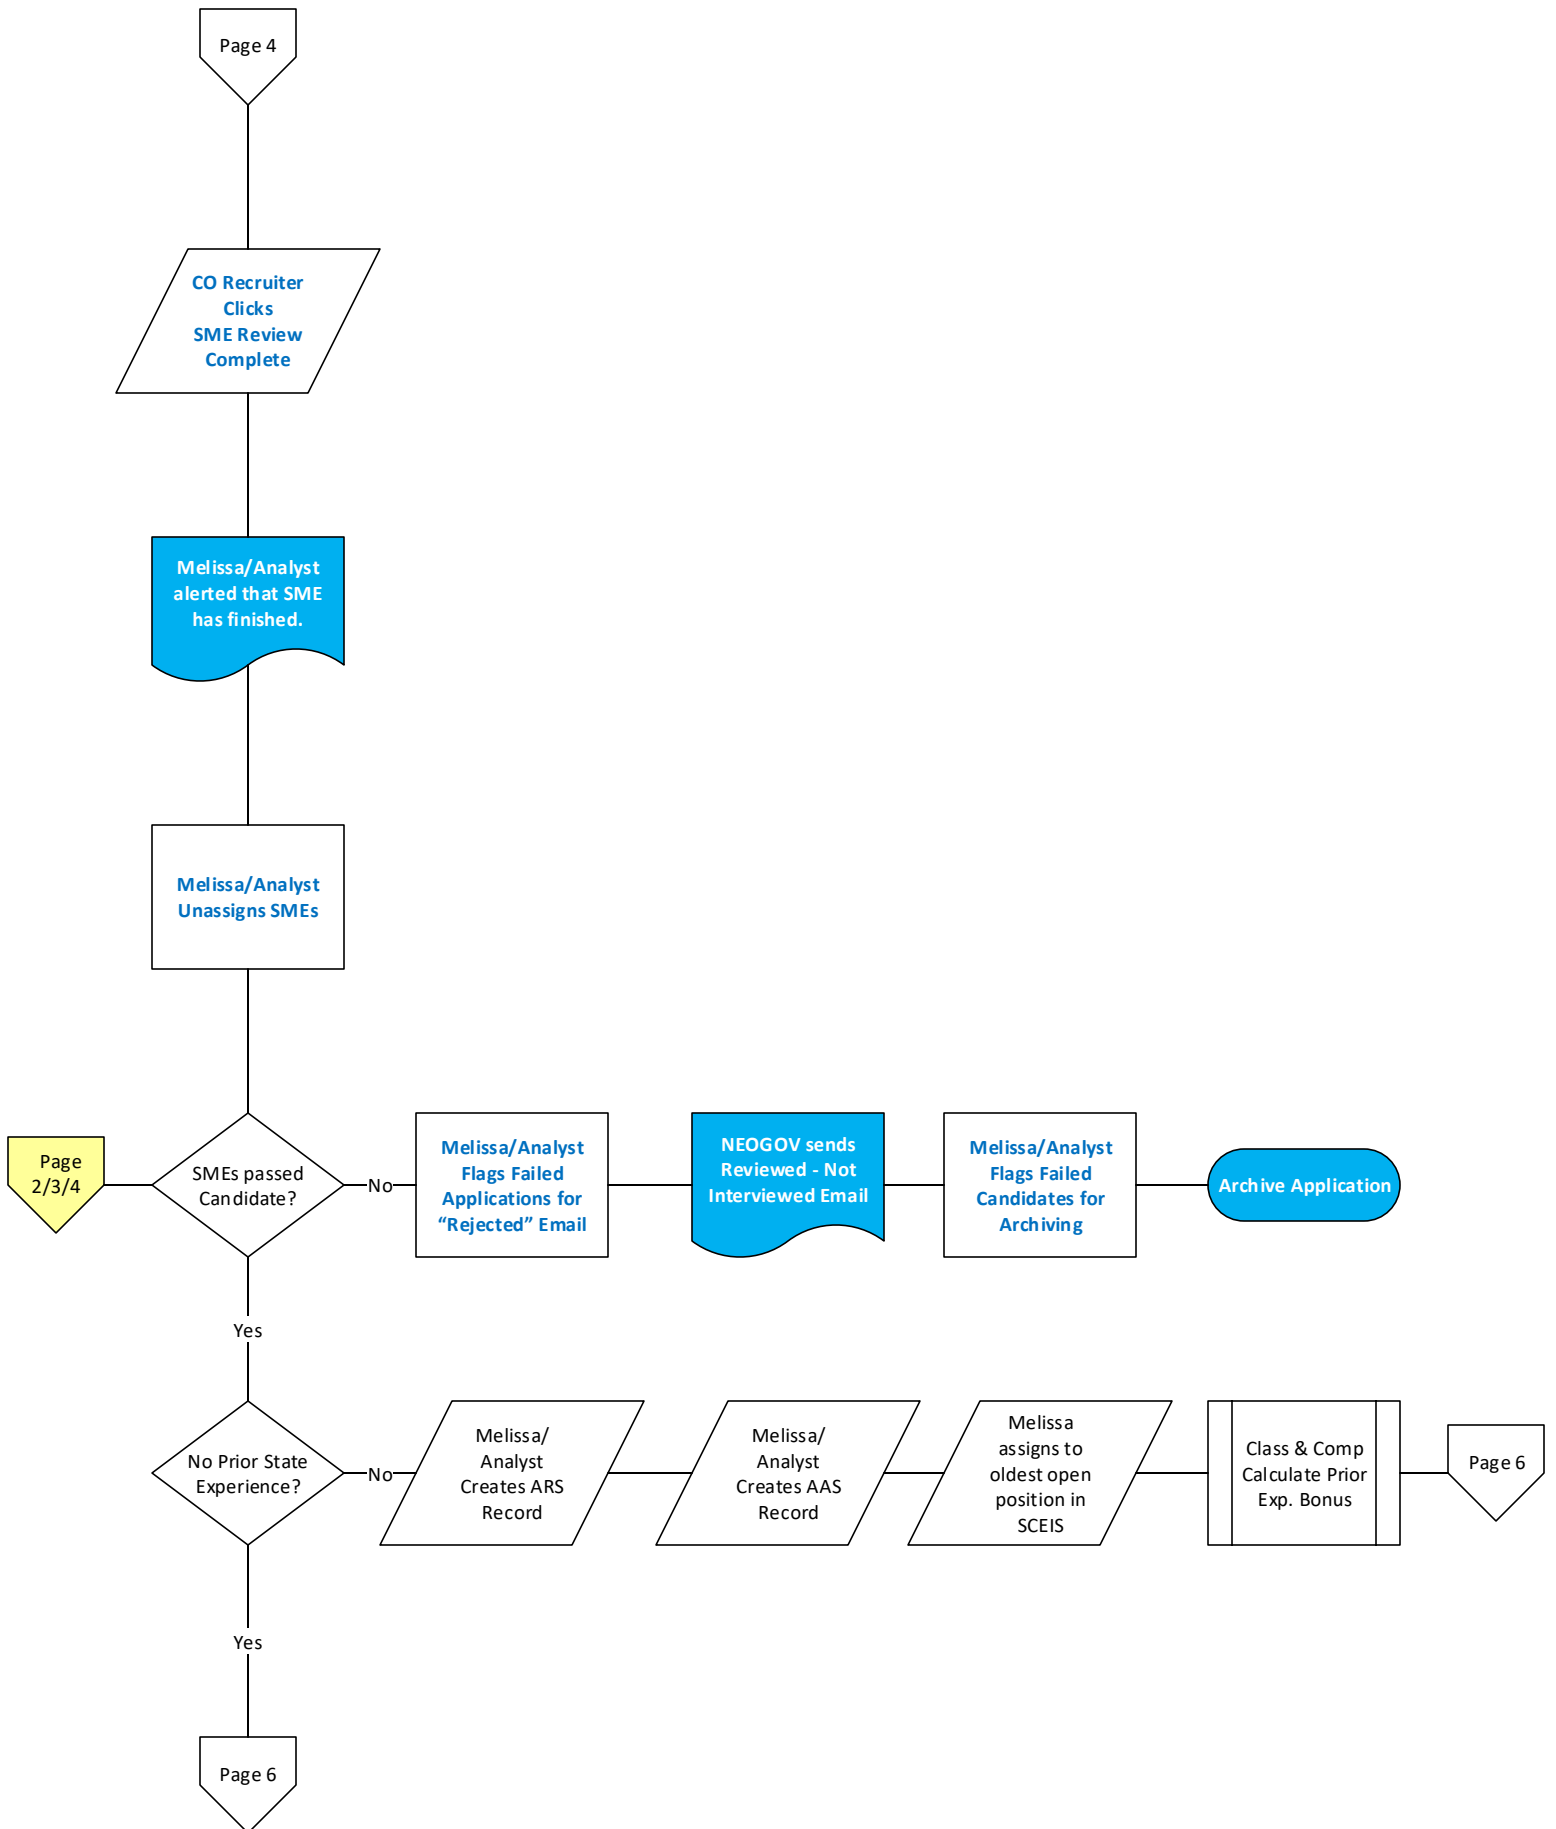 Page 4
CO Recruiter
Clicks
SME Review
Complete
Melissa/Analyst
alerted that SME
has finished.
Melissa/Analyst
Unassigns SMEs
Page
2/3/4
SMEs passed
Candidate?
No
Melissa/Analyst
Flags Failed
Applications for
“Rejected” Email
NEOGOV sends
Reviewed - Not
Interviewed Email
Melissa/Analyst
Flags Failed
Candidates for
Archiving
Archive Application
Yes
No Prior State
Experience?
No
Melissa/
Analyst
Creates ARS
Record
Melissa/
Analyst
Creates AAS
Record
Melissa
assigns to
oldest open
position in
SCEIS
Class & Comp
Calculate Prior
Exp. Bonus
Page 6
Yes
Page 6